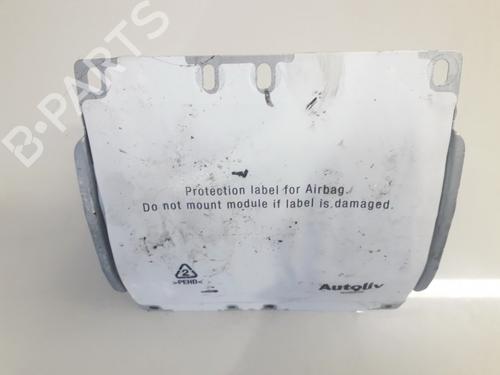 B-PARTS
Protection label for Airbag.
Do not mount module if label is damaged.
2
>PEHD<
Autoliv